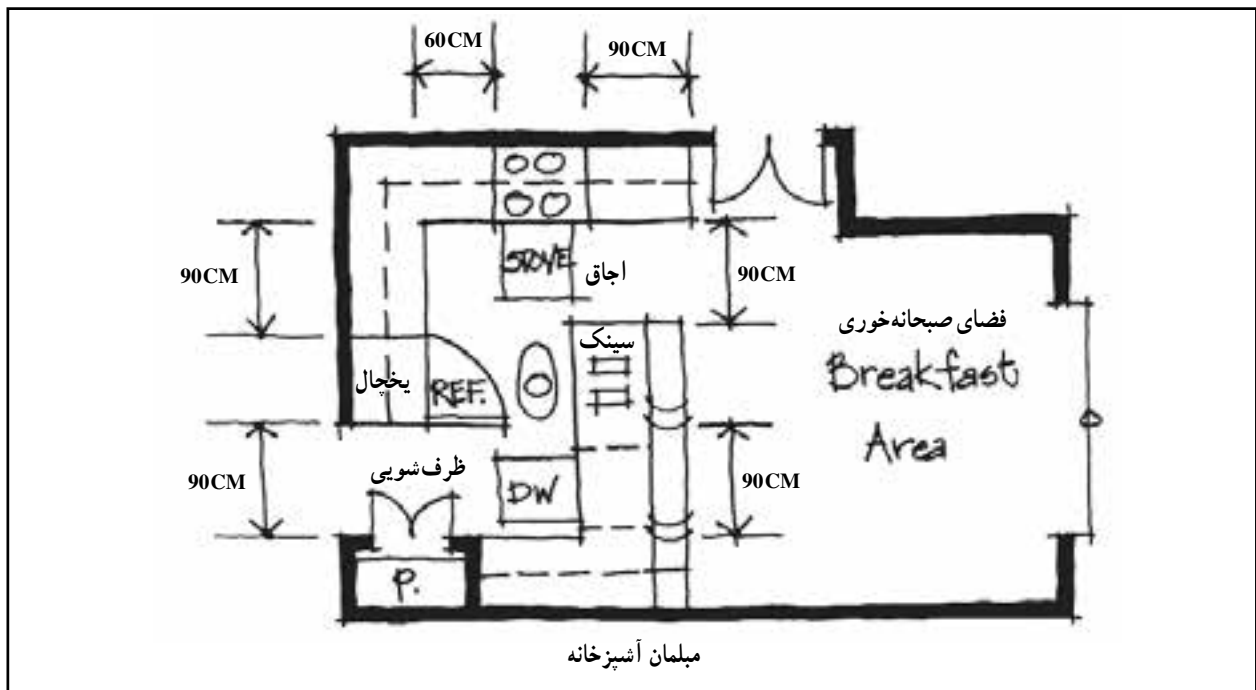 60CM
90CM
STOVE
اجاق
90CM
90CM
سینک
یخچال
REF.
فضای صبحانه‌خوری
Breakfast
Area
ظرف‌شویی
90CM
DW
90CM
P.
مبلمان آشپزخانه